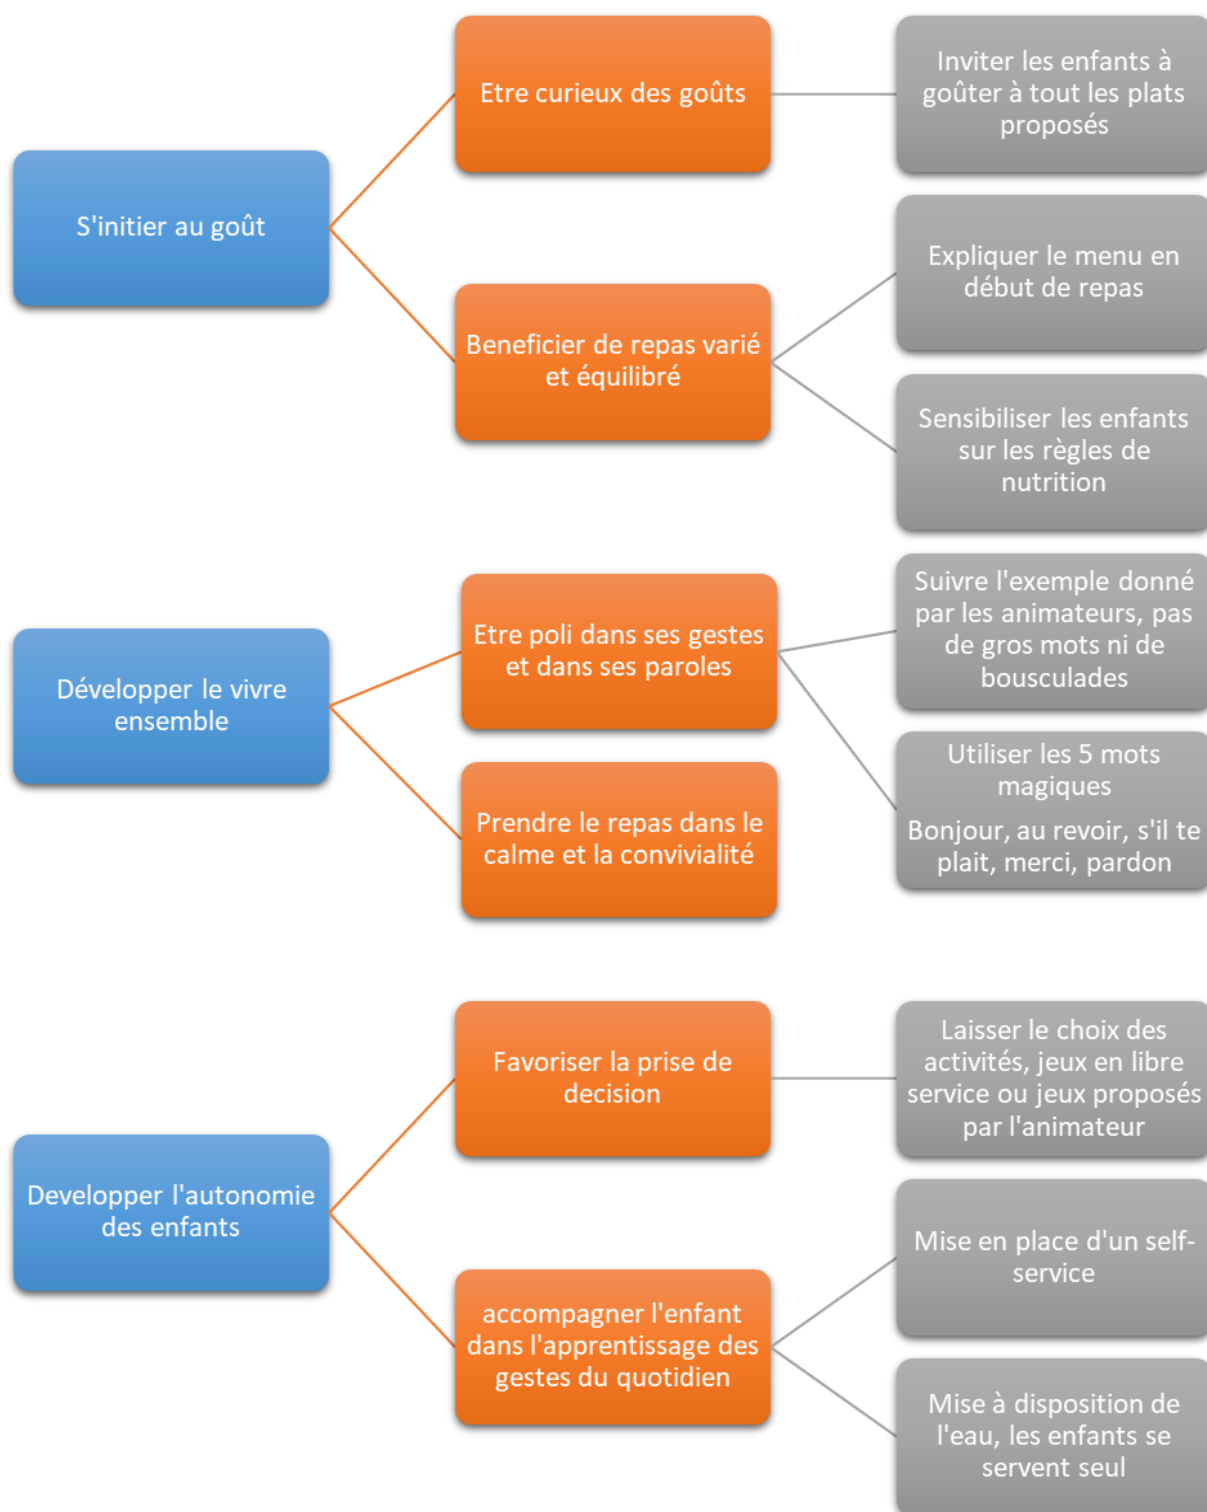 S'initier au goût
Etre curieux des goûts
Inviter les enfants à
goûter à tout les plats
proposés
Beneficier de repas varié
et équilibré
Expliquer le menu en
début de repas
Sensibiliser les enfants
sur les règles de
nutrition
Développer le vivre
ensemble
Etre poli dans ses gestes
et dans ses paroles
Suivre l'exemple donné
par les animateurs, pas
de gros mots ni de
bousculades
Utiliser les 5 mots
magiques
Bonjour, au revoir, s'il te
plait, merci, pardon
Prendre le repas dans le
calme et la convivialité
Developper l'autonomie
des enfants
Favoriser la prise de
decision
Laisser le choix des
activités, jeux en libre
service ou jeux proposés
par l'animateur
accompagner l'enfant
dans l'apprentissage des
gestes du quotidien
Mise en place d'un self-
service
Mise à disposition de
l'eau, les enfants se
servent seul